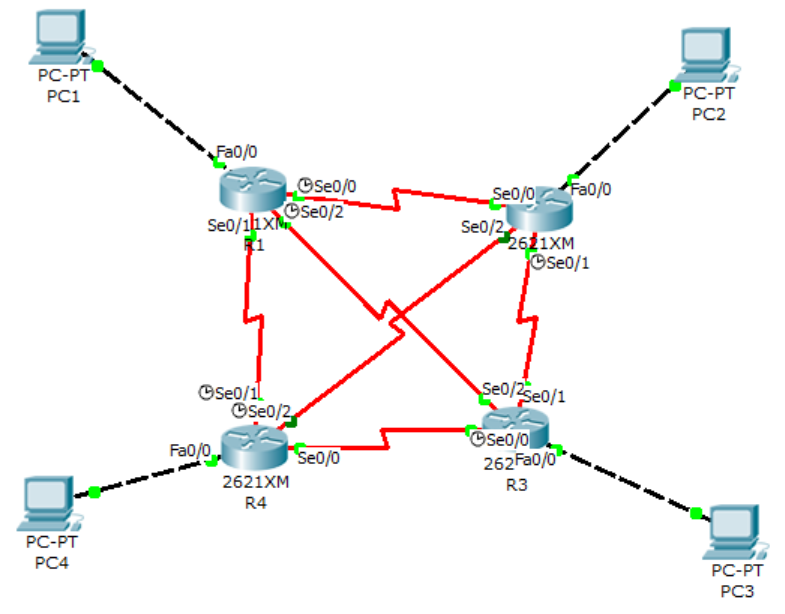 PC-PT
PC1
PC-PT
PC2
Fa0/0
Se0/0
Se0/2
Se0/1
1XM
R1
Se0/0
Fa0/0
Se0/2
2621XM
Se0/1
Se0/1
Se0/2
Fa0/0
Se0/0
2621XM
R4
Se0/2
Se0/1
Se0/0
262
Fa0/0
R3
PC-PT
PC4
PC-PT
PC3